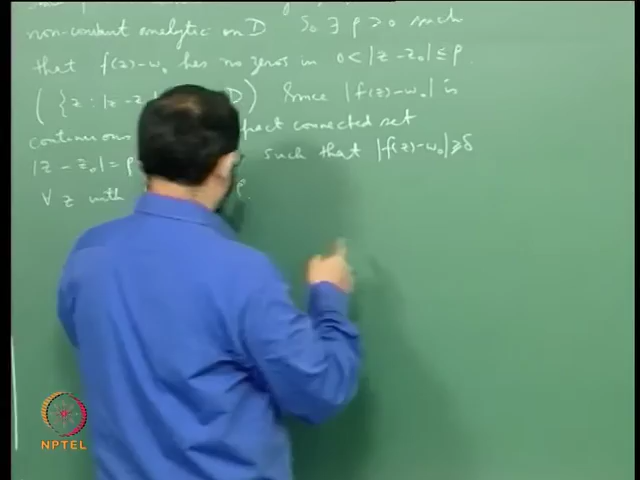 non-constant analytic on D So ∃ ρ > 0 such
that f(z)-w₀ has no zeros in 0 < |z - z₀| ≤ ρ.
( { z : |z - z D ) Since |f(z)-w₀| is
continuous connected set
|z - z₀| = ρ such that |f(z)-w₀| ≥ δ
∀ z with ρ.
NPTEL